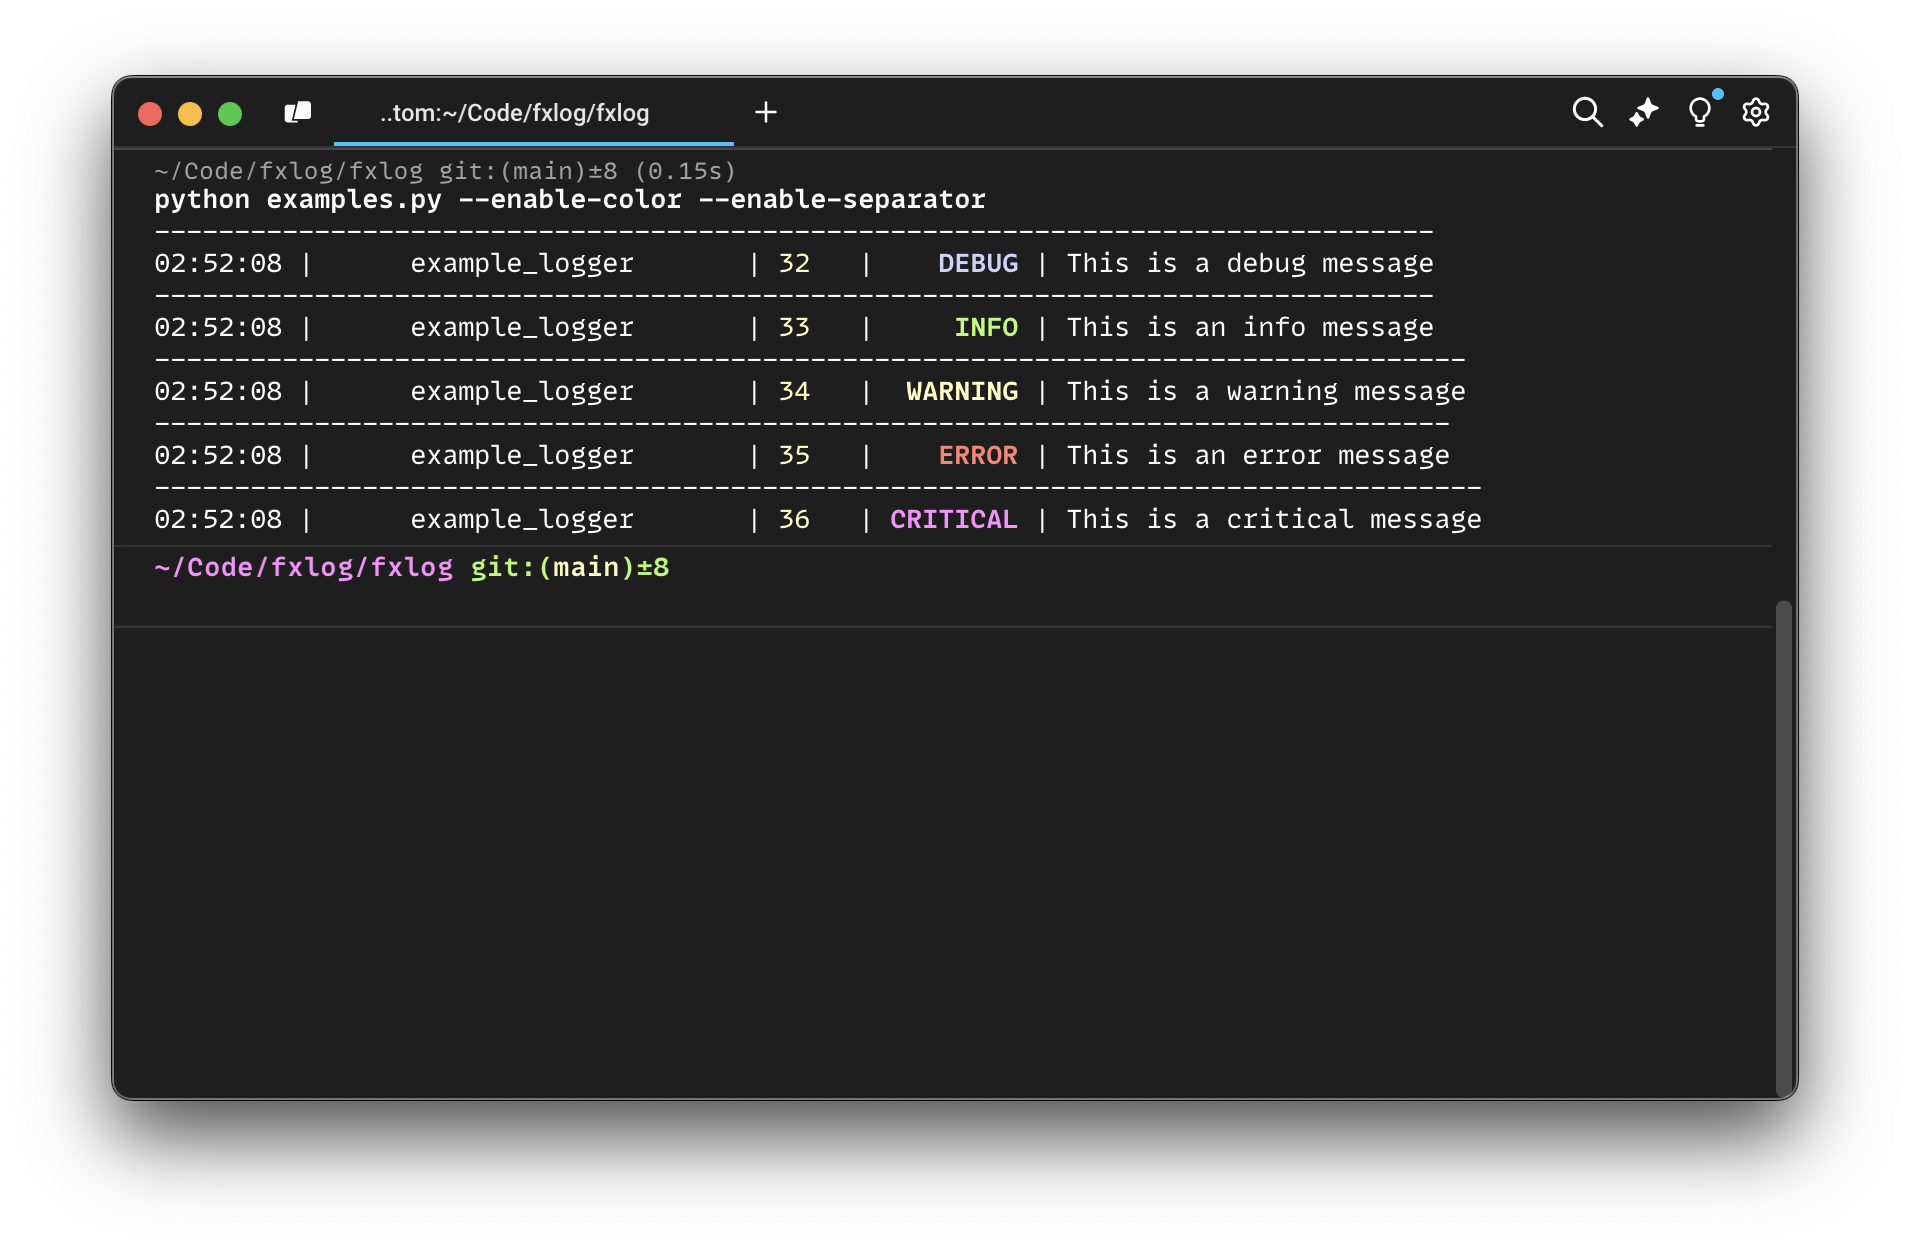 ..tom:~/Code/fxlog/fxlog
~/Code/fxlog/fxlog git:(main)±8 (0.15s)
python examples.py --enable-color --enable-separator
--------------------------------------------------------------------------------
02:52:08 |      example_logger       | 32   |    DEBUG | This is a debug message
--------------------------------------------------------------------------------
02:52:08 |      example_logger       | 33   |     INFO | This is an info message
----------------------------------------------------------------------------------
02:52:08 |      example_logger       | 34   |  WARNING | This is a warning message
---------------------------------------------------------------------------------
02:52:08 |      example_logger       | 35   |    ERROR | This is an error message
-----------------------------------------------------------------------------------
02:52:08 |      example_logger       | 36   | CRITICAL | This is a critical message
~/Code/fxlog/fxlog git:(main)±8